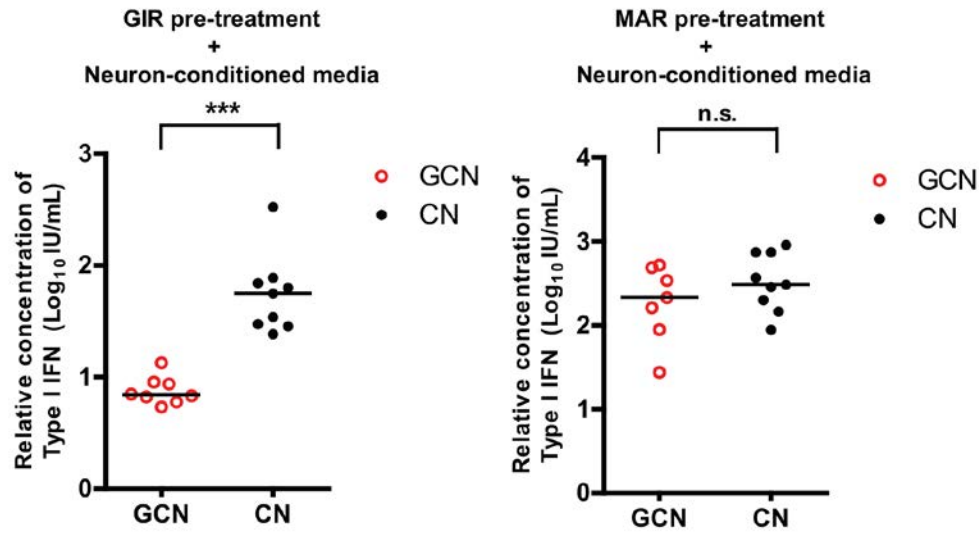 GIR pre-treatment
+
Neuron-conditioned media
***
Relative concentration of
Type I IFN (Log10 IU/mL)
3
2
1
0
GCN
CN
GCN
CN
MAR pre-treatment
+
Neuron-conditioned media
n.s.
Relative concentration of
Type I IFN (Log10 IU/mL)
4
3
2
1
0
GCN
CN
GCN
CN